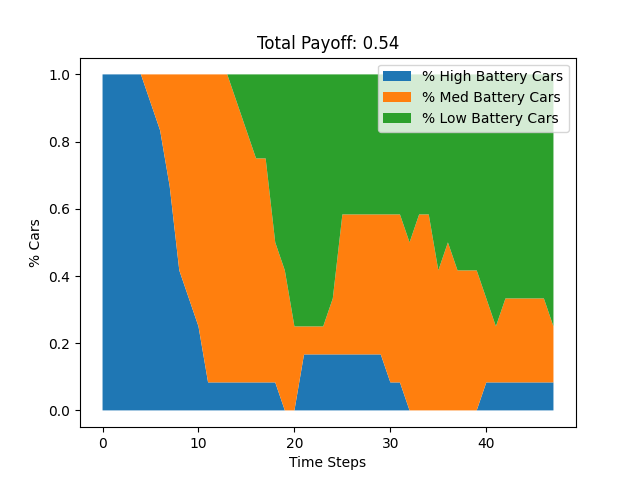 Total Payoff: 0.54
% High Battery Cars
% Med Battery Cars
% Low Battery Cars
1.0
0.8
0.6
0.4
0.2
0.0
% Cars
0
10
20
30
40
Time Steps